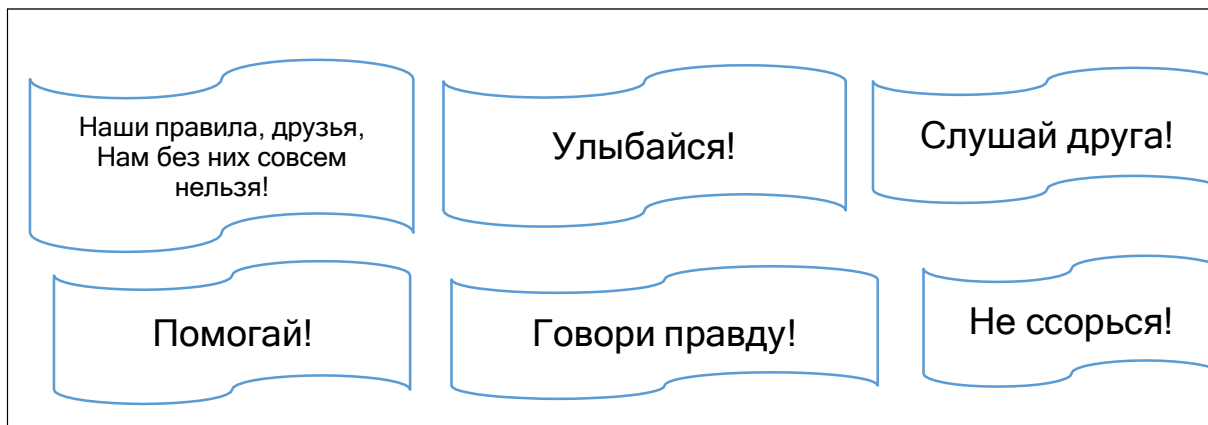 Наши правила, друзья,
Нам без них совсем
нельзя!
Улыбайся!
Слушай друга!
Помогай!
Говори правду!
Не ссорься!